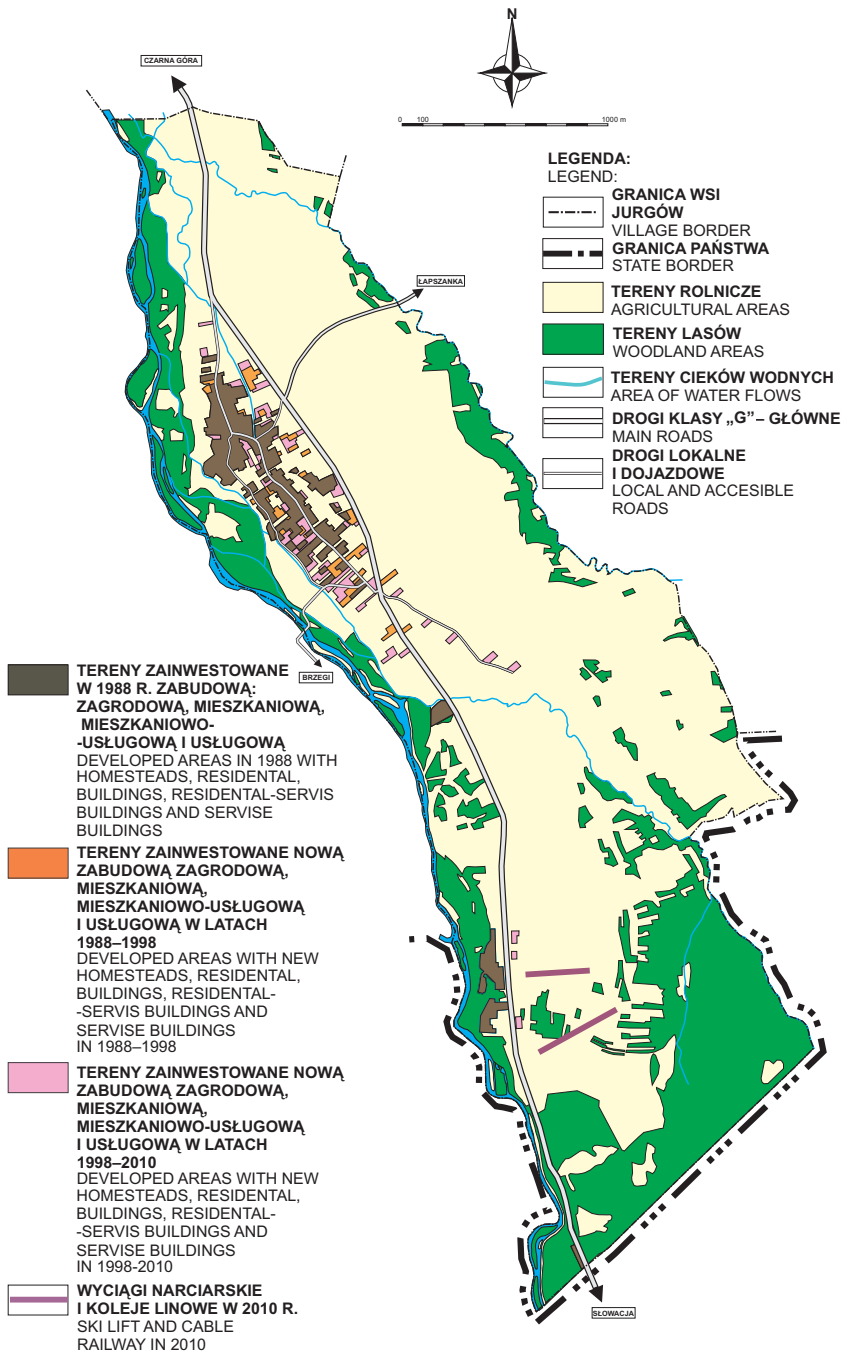 N
CZARNA GÓRA
0 100 1000 m
LEGENDA:
LEGEND:
GRANICA WSI
JURGÓW
VILLAGE BORDER
GRANICA PAŃSTWA
STATE BORDER
TERENY ROLNICZE
AGRICULTURAL AREAS
TERENY LASÓW
WOODLAND AREAS
TERENY CIEKÓW WODNYCH
AREA OF WATER FLOWS
DROGI KLASY „G”– GŁÓWNE
MAIN ROADS
DROGI LOKALNE
I DOJAZDOWE
LOCAL AND ACCESIBLE
ROADS
ŁAPSZANKA
BRZEGI
TERENY ZAINWESTOWANE
W 1988 R. ZABUDOWĄ:
ZAGRODOWĄ, MIESZKANIOWĄ,
MIESZKANIOWO-
-USŁUGOWĄ I USŁUGOWĄ
DEVELOPED AREAS IN 1988 WITH
HOMESTEADS, RESIDENTAL,
BUILDINGS, RESIDENTAL-SERVIS
BUILDINGS AND SERVISE
BUILDINGS
TERENY ZAINWESTOWANE NOWĄ
ZABUDOWĄ ZAGRODOWĄ,
MIESZKANIOWĄ,
MIESZKANIOWO-USŁUGOWĄ
I USŁUGOWĄ W LATACH
1988–1998
DEVELOPED AREAS WITH NEW
HOMESTEADS, RESIDENTAL,
BUILDINGS, RESIDENTAL-
-SERVIS BUILDINGS AND
SERVISE BUILDINGS
IN 1988–1998
TERENY ZAINWESTOWANE NOWĄ
ZABUDOWĄ ZAGRODOWĄ,
MIESZKANIOWĄ,
MIESZKANIOWO-USŁUGOWĄ
I USŁUGOWĄ W LATACH
1998–2010
DEVELOPED AREAS WITH NEW
HOMESTEADS, RESIDENTAL,
BUILDINGS, RESIDENTAL-
-SERVIS BUILDINGS AND
SERVISE BUILDINGS
IN 1998-2010
WYCIĄGI NARCIARSKIE
I KOLEJE LINOWE W 2010 R.
SKI LIFT AND CABLE
RAILWAY IN 2010
SŁOWACJA